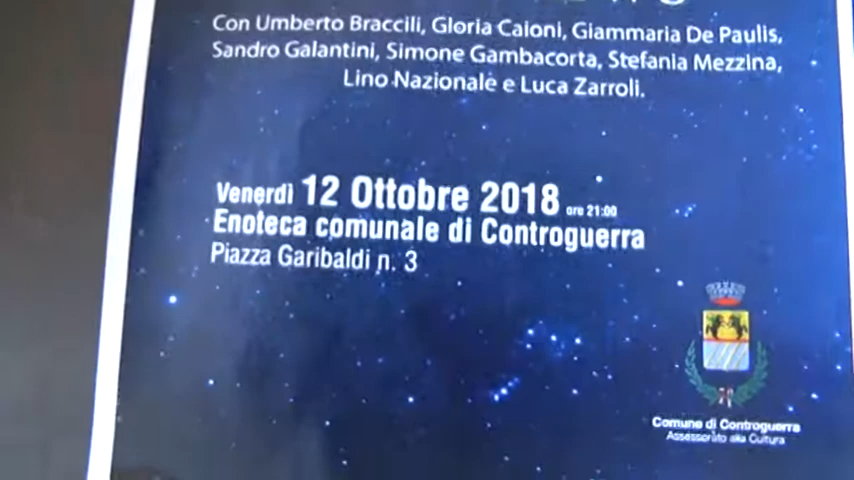 Con Umberto Braccili, Gloria Caioni, Giammaria De Paulis,
Sandro Galantini, Simone Gambacorta, Stefania Mezzina,
Lino Nazionale e Luca Zarroli.
Venerdì 12 Ottobre 2018 ore 21:00
Enoteca comunale di Controguerra
Piazza Garibaldi n. 3
Comune di Controguerra
Assessorato alla Cultura